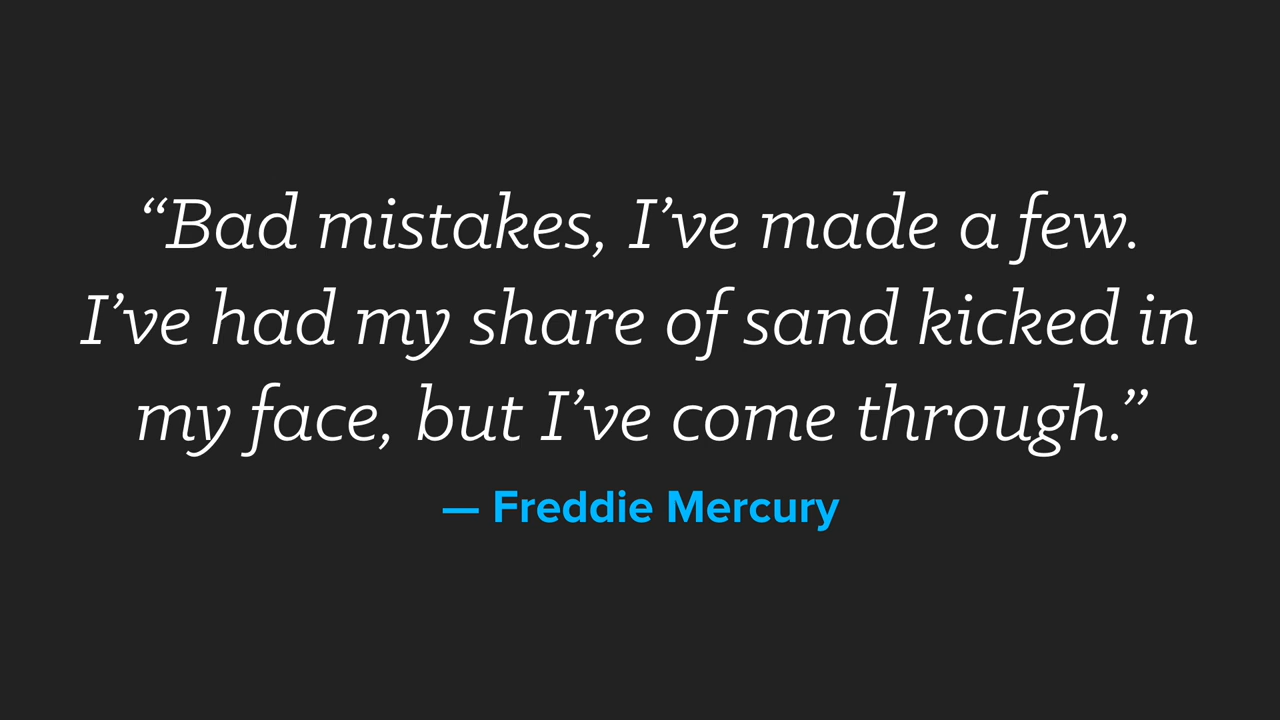 “Bad mistakes, I’ve made a few.
I’ve had my share of sand kicked in
my face, but I’ve come through.”
— Freddie Mercury